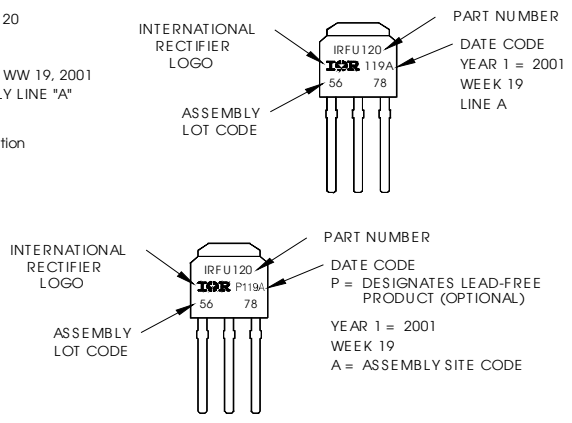 20
WW 19, 2001
Y LINE "A"
tion
INTERNATIONAL
RECTIFIER
LOGO
ASSEMBLY
LOT CODE
IRFU120
IOR 119A
56 78
PART NUMBER
DATE CODE
YEAR 1 = 2001
WEEK 19
LINE A
INTERNATIONAL
RECTIFIER
LOGO
ASSEMBLY
LOT CODE
IRFU120
IOR P119A
56 78
PART NUMBER
DATE CODE
P = DESIGNATES LEAD-FREE
PRODUCT (OPTIONAL)
YEAR 1 = 2001
WEEK 19
A = ASSEMBLY SITE CODE